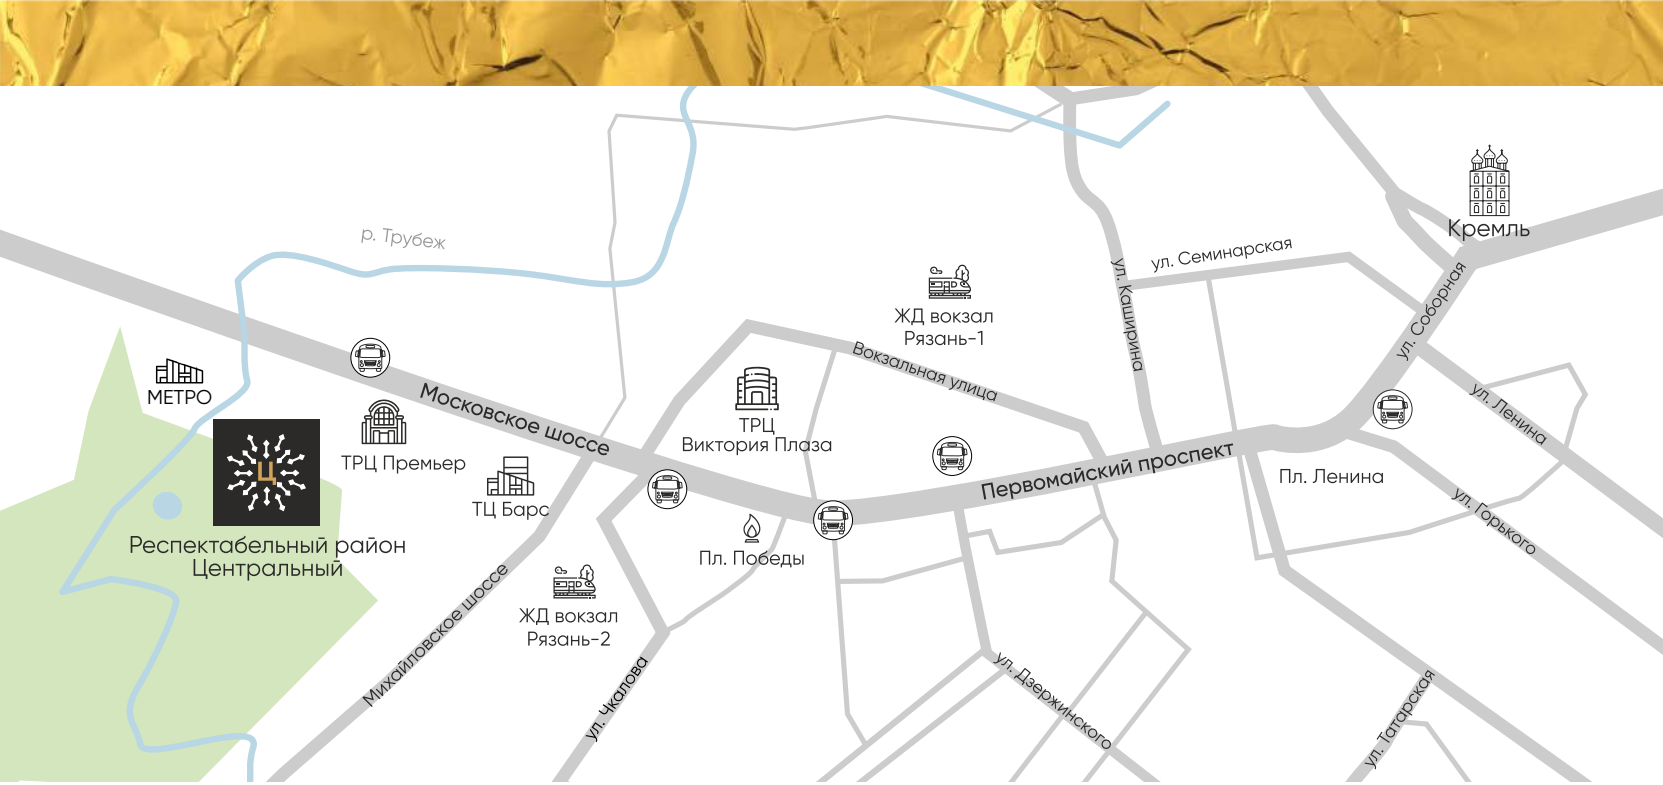 Кремль
р. Трубеж
ул. Семинарская
ул. Каширина
ул. Соборная
ЖД вокзал
Рязань-1
Вокзальная улица
МЕТРО
Московское шоссе
ТРЦ
Виктория Плаза
ул. Ленина
Ц
ТРЦ Премьер
Первомайский проспект
Пл. Ленина
ТЦ Барс
ул. Горького
Респектабельный район
Центральный
Пл. Победы
Михайловское шоссе
ЖД вокзал
Рязань-2
ул. Чкалова
ул. Дзержинского
ул. Татарская